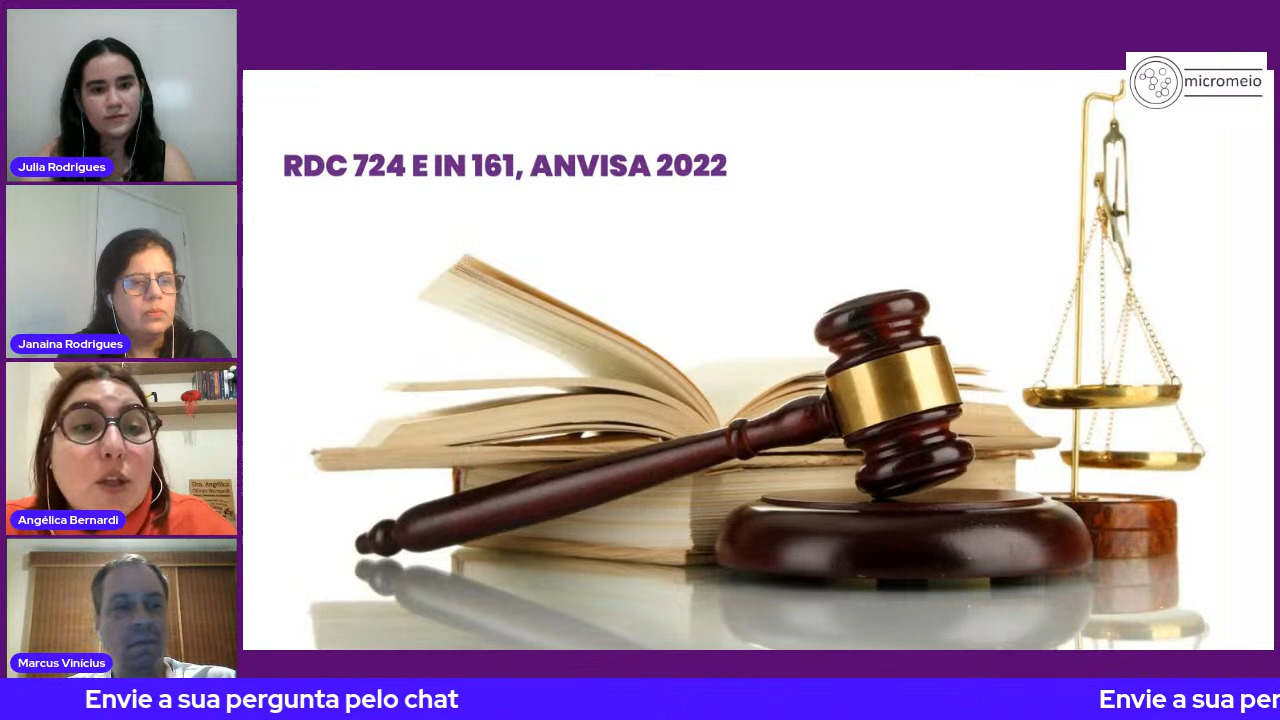 Julia Rodrigues
Janaina Rodrigues
Angélica Bernardi
Marcus Vinícius
micromeio
RDC 724 E IN 161, ANVISA 2022
Envie a sua pergunta pelo chat
Envie a sua per